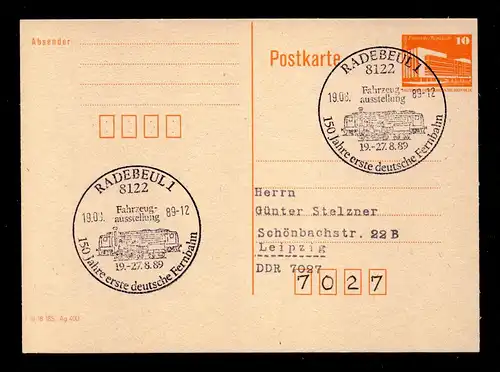 Absender
Postkarte
10
RADEBEUL 1
8122
19.08. Fahrzeug- 89-12
ausstellung
19.-27.8.89
150 Jahre erste deutsche Fernbahn
RADEBEUL 1
8122
19.08. Fahrzeug- 89-12
ausstellung
19.-27.8.89
150 Jahre erste deutsche Fernbahn
Herrn
Günter Stelzner
Schönbachstr. 22 B
Leipzig
DDR 7027
7027